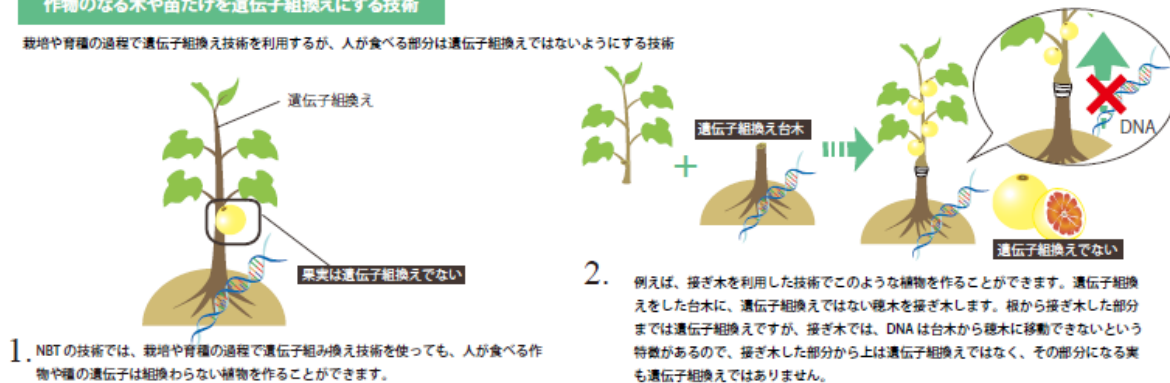 作物のなる木や苗だけを遺伝子組換えにする技術
栽培や育種の過程で遺伝子組換え技術を利用するが、人が食べる部分は遺伝子組換えではないようにする技術
遺伝子組換え
果実は遺伝子組換えでない
1. NBT の技術では、栽培や育種の過程で遺伝子組み換え技術を使っても、人が食べる作
物や種の遺伝子は組換わらない植物を作ることができます。
遺伝子組換え台木
DNA
遺伝子組換えでない
2. 例えば、接ぎ木を利用した技術でこのような植物を作ることができます。遺伝子組換
えをした台木に、遺伝子組換えではない穂木を接ぎ木します。根から接ぎ木した部分
までは遺伝子組換えですが、接ぎ木では、DNA は台木から穂木に移動できないという
特徴があるので、接ぎ木した部分から上は遺伝子組換えではなく、その部分になる実
も遺伝子組換えではありません。